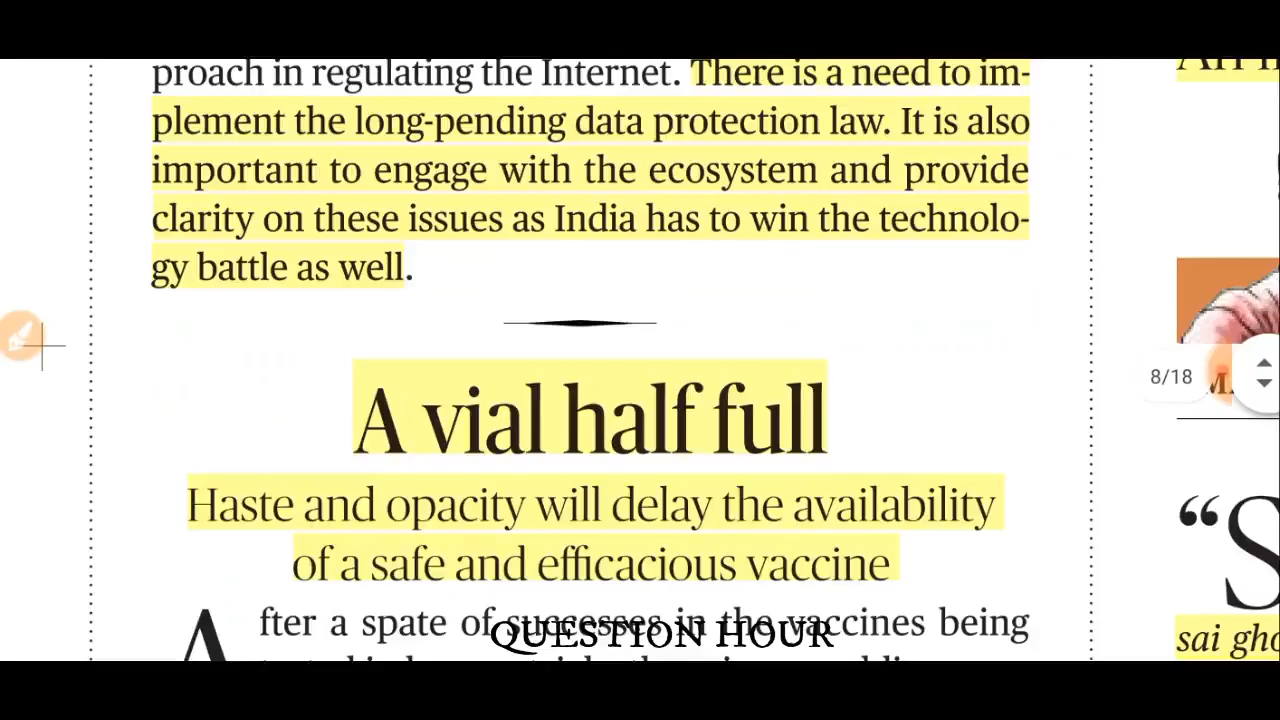 proach in regulating the Internet. There is a need to im-
plement the long-pending data protection law. It is also
important to engage with the ecosystem and provide
clarity on these issues as India has to win the technolo-
gy battle as well.
A vial half full
Haste and opacity will delay the availability
of a safe and efficacious vaccine
After a spate of successes in the vaccines being
QUESTION HOUR
8/18
“S
sai gho